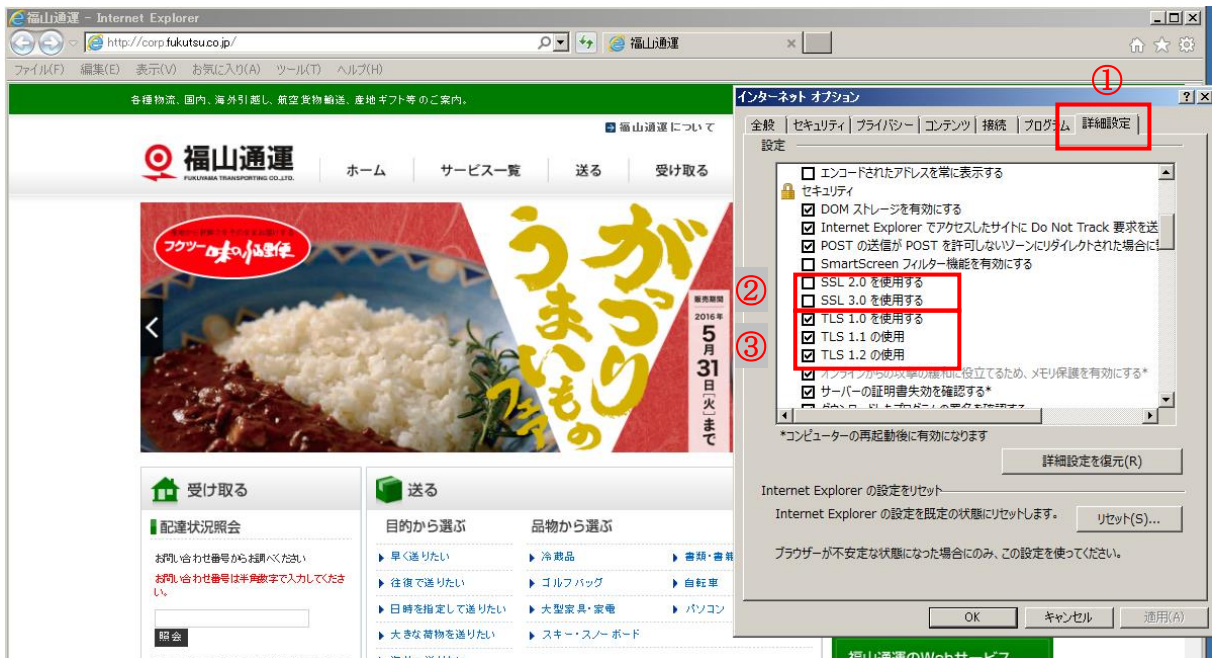 福山通運 - Internet Explorer
http://corp.fukutsu.co.jp/
福山通運
ファイル(F) 編集(E) 表示(V) お気に入り(A) ツール(T) ヘルプ(H)
各種物流、国内、海外引越し、航空貨物輸送、産地ギフト等のご案内。
福山通運について
福山通運
FUKUYAMA TRANSPORTING CO.,LTD.
ホーム サービス一覧 送る 受け取る
フクツー味の仙裡便
がっつり
うまいもの
フェアの
販売期間
2016年
5月31日[火]まで
受け取る
配達状況照会
お問い合わせ番号からお調べください
お問い合わせ番号は半角数字で入力してくださ
い。
照会
送る
目的から選ぶ 品物から選ぶ
早く送りたい 冷蔵品
往復で送りたい ゴルフバッグ 自転車
日時を指定して送りたい 大型家具・家電 パソコン
大きな荷物を送りたい スキー・スノーボード
福山通運のWebサービス
①
インターネット オプション
全般 セキュリティ プライバシー コンテンツ 接続 プログラム 詳細設定
設定
エンコードされたアドレスを常に表示する
セキュリティ
DOM ストレージを有効にする
Internet Explorer でアクセスしたサイトに Do Not Track 要求を送
POST の送信が POST を許可しないゾーンにリダイレクトされた場合に
SmartScreen フィルター機能を有効にする
②
SSL 2.0 を使用する
SSL 3.0 を使用する
③
TLS 1.0 を使用する
TLS 1.1 の使用
TLS 1.2 の使用
オンラインからの攻撃の緩和に役立てるため、メモリ保護を有効にする*
サーバーの証明書失効を確認する*
*コンピューターの再起動後に有効になります
詳細設定を復元(R)
Internet Explorer の設定をリセット
Internet Explorer の設定を既定の状態にリセットします。
リセット(S)...
ブラウザーが不安定な状態になった場合にのみ、この設定を使ってください。
OK キャンセル 適用(A)